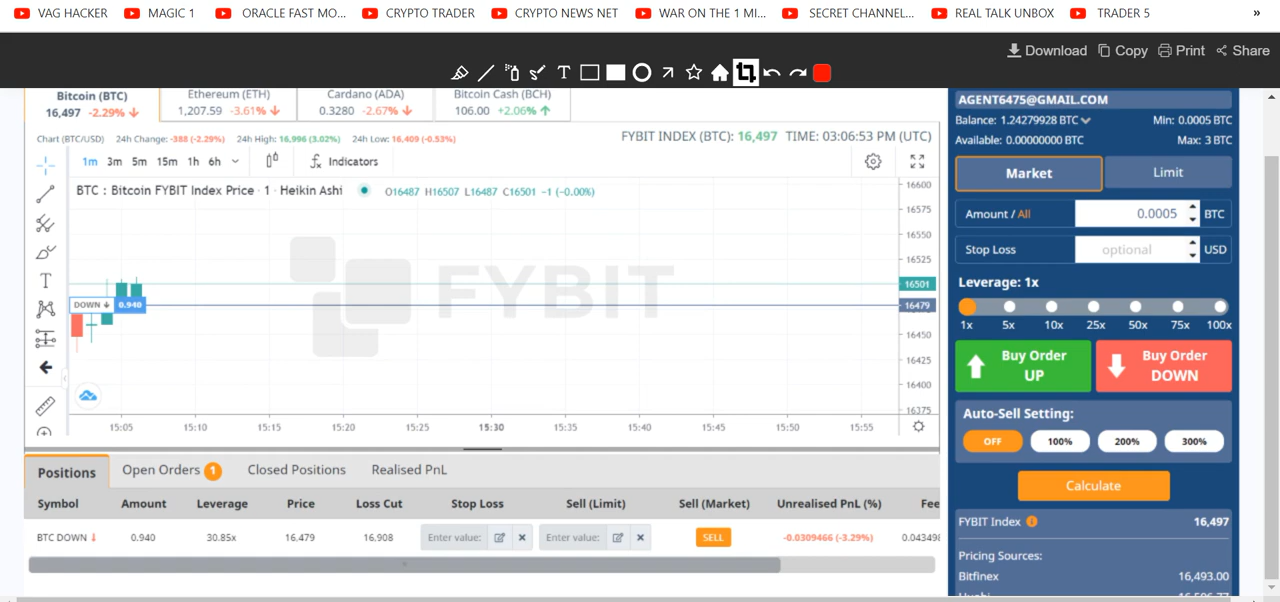 VAG HACKER MAGIC 1 ORACLE FAST MO... CRYPTO TRADER CRYPTO NEWS NET WAR ON THE 1 MI... SECRET CHANNEL... REAL TALK UNBOX TRADER 5 »
Download Copy Print Share
T
Bitcoin (BTC) Ethereum (ETH) Cardano (ADA) Bitcoin Cash (BCH)
16,497 -2.29% ↓ 1,207.59 -3.61% ↓ 0.3280 -2.67% ↓ 106.00 +2.06% ↑
Chart (BTC/USD) 24h Change: -388 (-2.29%) 24h High: 16,996 (3.02%) 24h Low: 16,409 (-0.53%) FYBIT INDEX (BTC): 16,497 TIME: 03:06:53 PM (UTC)
1m 3m 5m 15m 1h 6h Indicators
BTC : Bitcoin FYBIT Index Price · 1 · Heikin Ashi O16487 H16507 L16487 C16501 -1 (-0.00%)
FYBIT
DOWN ↓ 0.940
T
16600
16575
16550
16525
16501
16479
16450
16425
16400
16375
15:05 15:10 15:15 15:20 15:25 15:30 15:35 15:40 15:45 15:50 15:55
Positions Open Orders 1 Closed Positions Realised PnL
Symbol Amount Leverage Price Loss Cut Stop Loss Sell (Limit) Sell (Market) Unrealised PnL (%) Fee
BTC DOWN ↓ 0.940 30.85x 16,479 16,908 Enter value: Enter value: SELL -0.0309466 (-3.29%)
AGENT6475@GMAIL.COM
Balance: 1.24279928 BTC Min: 0.0005 BTC
Available: 0.00000000 BTC Max: 3 BTC
Market Limit
Amount / All 0.0005 BTC
Stop Loss optional USD
Leverage: 1x
1x 5x 10x 25x 50x 75x 100x
Buy Order UP
Buy Order DOWN
Auto-Sell Setting:
OFF 100% 200% 300%
Calculate
FYBIT Index 16,497
Pricing Sources:
Bitfinex 16,493.00